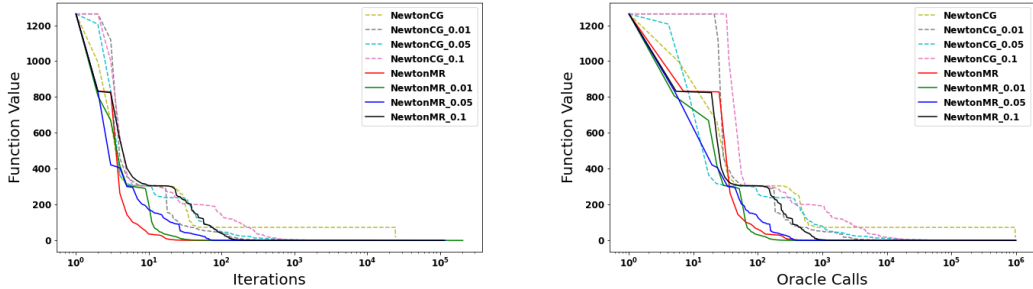 Function Value
1200
1000
800
600
400
200
0
10⁰
10¹
10²
10³
10⁴
10⁵
Iterations
NewtonCG
NewtonCG_0.01
NewtonCG_0.05
NewtonCG_0.1
NewtonMR
NewtonMR_0.01
NewtonMR_0.05
NewtonMR_0.1
Function Value
1200
1000
800
600
400
200
0
10⁰
10¹
10²
10³
10⁴
10⁵
10⁶
Oracle Calls
NewtonCG
NewtonCG_0.01
NewtonCG_0.05
NewtonCG_0.1
NewtonMR
NewtonMR_0.01
NewtonMR_0.05
NewtonMR_0.1